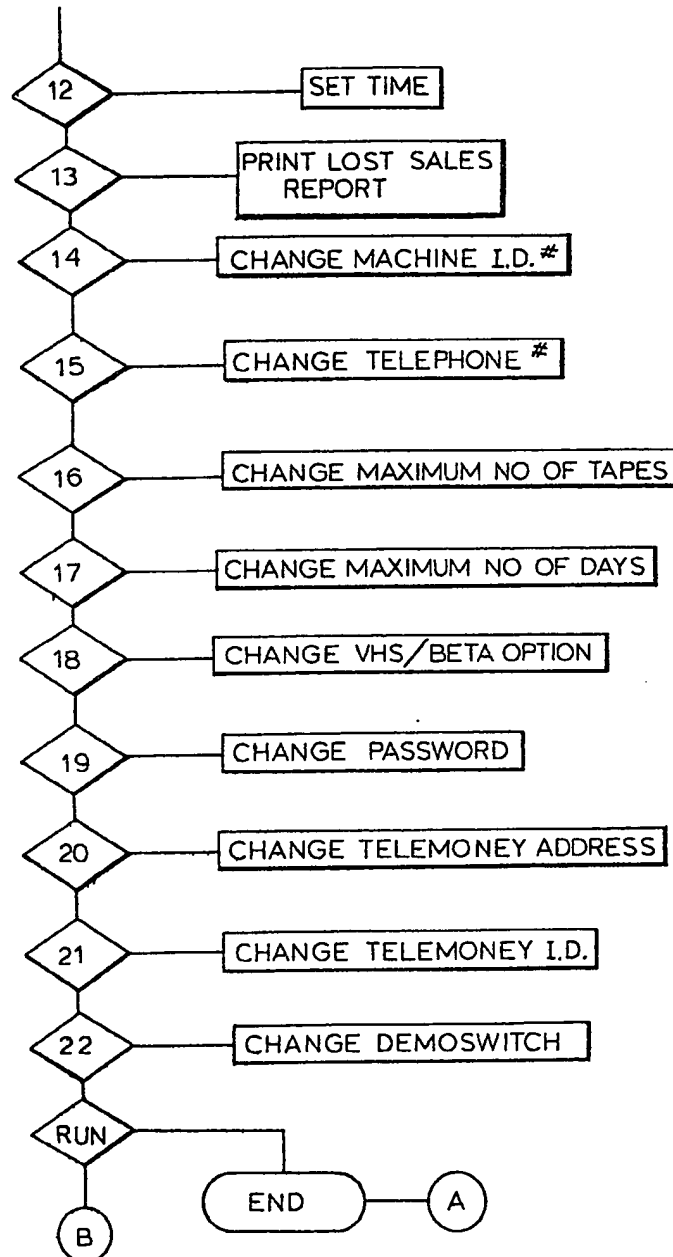 12
SET TIME
13
PRINT LOST SALES
REPORT
14
CHANGE MACHINE I.D.#
15
CHANGE TELEPHONE #
16
CHANGE MAXIMUM NO OF TAPES
17
CHANGE MAXIMUM NO OF DAYS
18
CHANGE VHS/BETA OPTION
19
CHANGE PASSWORD
20
CHANGE TELEMONEY ADDRESS
21
CHANGE TELEMONEY I.D.
22
CHANGE DEMOSWITCH
RUN
END
A
B